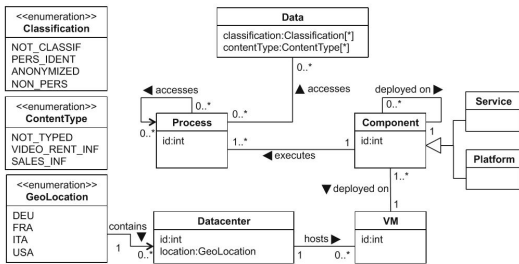 <<enumeration>>
Classification
NOT_CLASSIF
PERS_IDENT
ANONYMIZED
NON_PERS
<<enumeration>>
ContentType
NOT_TYPED
VIDEO_RENT_INF
SALES_INF
<<enumeration>>
GeoLocation
DEU
FRA
ITA
USA
Data
classification:Classification[*]
contentType:ContentType[*]
0..*
◀ accesses
▲ accesses
0..*
0..*
0..*
Process
id:int
1..*
◀ executes
1
deployed on ▶
0..*
Component
1
id:int
Service
Platform
1..*
▼ deployed on
1
contains
▼
1
0..*
Datacenter
id:int
location:GeoLocation
hosts ▶
1
0..*
VM
id:int